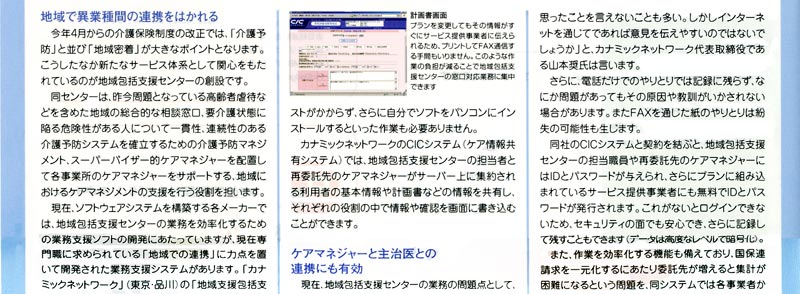 地域で異業種間の連携をはかれる
今年4月からの介護保険制度の改正では、「介護予
防」と並び「地域密着」が大きなポイントとなります。
こうしたなか新たなサービス体系として関心をもた
れているのが地域包括支援センターの創設です。
同センターは、昨今問題となっている高齢者虐待な
どを含めた地域の総合的な相談窓口、要介護状態に
陥る危険性がある人について一貫性、連続性のある
介護予防システムを確立するための介護予防マネジ
メント、スーパーバイザー的ケアマネジャーを配置し
て各事業所のケアマネジャーをサポートする、地域に
おけるケアマネジメントの支援を行う役割を担います。
現在、ソフトウェアシステムを構築する各メーカーで
は、地域包括支援センターの業務を効率化するため
の業務支援ソフトの開発にあたっていますが、現在専
門職に求められている「地域での連携」に力点を置
いて開発された業務支援システムがあります。「カナ
ミックネットワーク」(東京・品川)の「地域包括支援
CIC
計画書画面
プランを変更してもその情報がす
ぐにサービス提供事業者に伝えら
れるため、プリントしてFAX通信す
る手間もいりません。このような作
業の負担が減ることで地域包括支
援センターの窓口対応業務に集中
できます
ストがかからず、さらに自分でソフトをパソコンにイン
ストールするといった作業も必要ありません。
カナミックネットワークのCICシステム(ケア情報共
有システム)では、地域包括支援センターの担当者と
再委託先のケアマネジャーがサーバー上に集約され
る利用者の基本情報や計画書などの情報を共有し、
それぞれの役割の中で情報や確認を画面に書き込む
ことができます。
ケアマネジャーと主治医との
連携にも有効
現在、地域包括支援センターの業務の問題点として、
思ったことを言えないことも多い。しかしインターネ
ットを通じてであれば意見を伝えやすいのではないで
しょうか」と、カナミックネットワーク代表取締役であ
る山本稔氏は言います。
さらに、電話だけでのやりとりでは記録に残らず、な
にか問題があってもその原因や教訓がいかされない
場合があります。またFAXを通じた紙のやりとりは紛
失の可能性も生じます。
同社のCICシステムと契約を結ぶと、地域包括支援
センターの担当職員や再委託先のケアマネジャーに
はIDとパスワードが与えられ、さらにプランに組み込
まれているサービス提供事業者にも無料でIDとパス
ワードが発行されます。これがないとログインできな
いため、セキュリティの面でも安心でき、さらに記録し
て残すこともできます(データは高度なレベルで暗号化)。
また、作業を効率化する機能も備えており、国保連
請求を一元化するにあたり委託先が増えると集計が
困難になるという問題を、同システムでは各事業者か